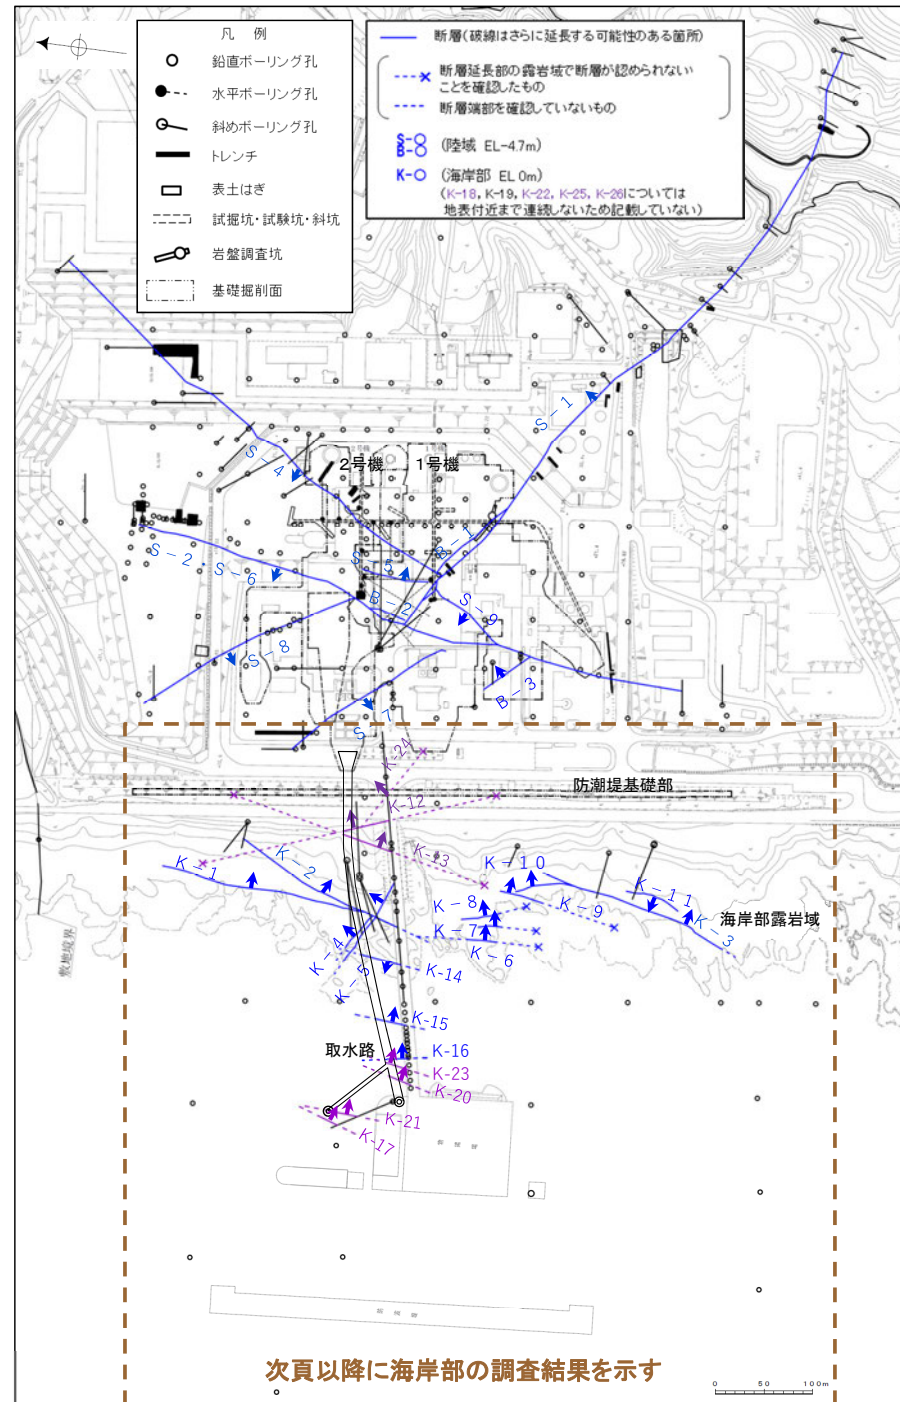 凡 例
鉛直ボーリング孔
水平ボーリング孔
斜めボーリング孔
トレンチ
表土はぎ
試掘坑・試験坑・斜坑
岩盤調査坑
基礎掘削面
断層(破線はさらに延長する可能性のある箇所)
断層延長部の露岩域で断層が認められない
ことを確認したもの
断層端部を確認していないもの
S-○
B-○
(陸域 EL-4.7m)
K-○ (海岸部 EL 0m)
(K-18, K-19, K-22, K-25, K-26については
地表付近まで連続しないため記載していない)
S-1
S-4
2号機
1号機
B-1
S-2・S-6
S-5
B-2
S-9
S-8
B-3
S-7
K-24
防潮堤基礎部
K-12
K-13
K-1
K-2
K-10
K-11
K-8
K-9
海岸部露岩域
K-3
K-7
K-6
K-4
K-5
K-14
敷地境界
K-15
取水路
K-16
K-23
K-20
K-21
K-17
次頁以降に海岸部の調査結果を示す
0 50 100m